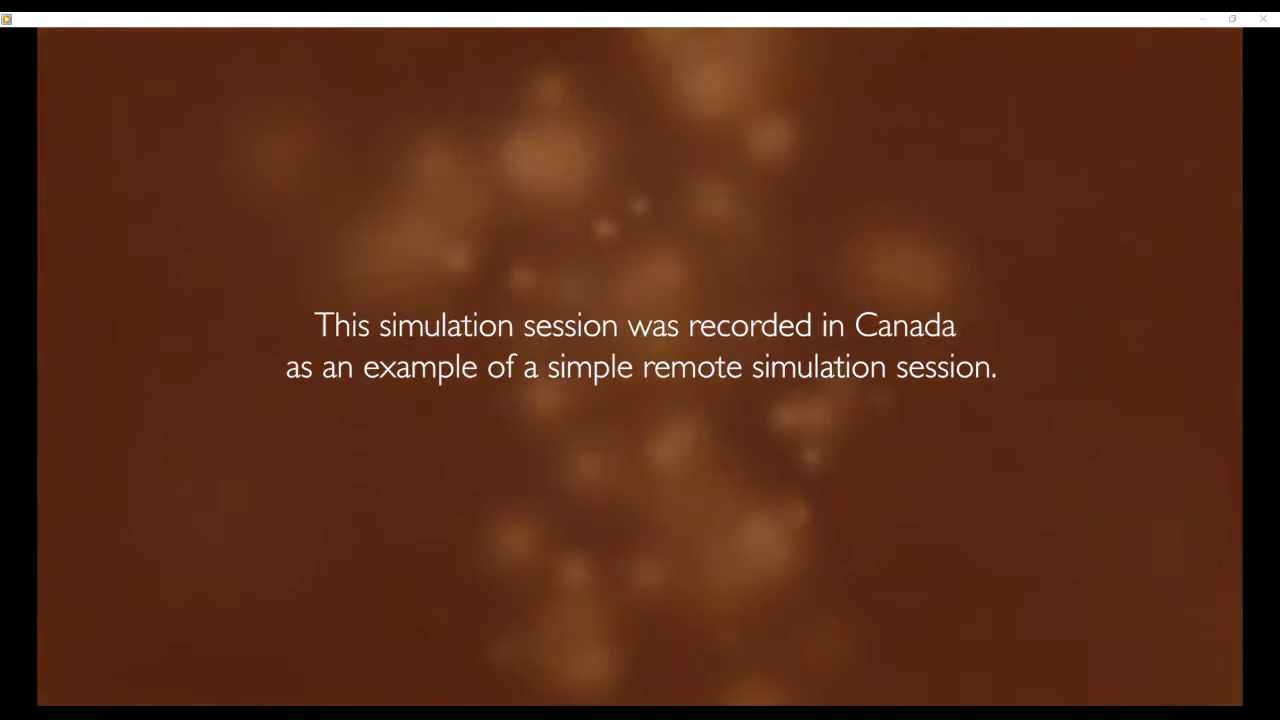 This simulation session was recorded in Canada
as an example of a simple remote simulation session.